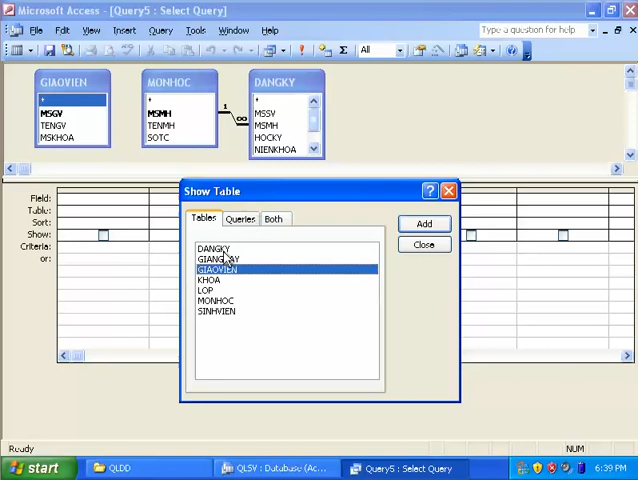 Microsoft Access - [Query5 : Select Query]
File Edit View Insert Query Tools Window Help
Type a question for help
All
GIAOVIEN
*
MSGV
TENGV
MSKHOA
MONHOC
*
MSMH
TENMH
SOTC
1
∞
DANGKY
*
MSSV
MSMH
HOCKY
NIENKHOA
Field:
Table:
Sort:
Show:
Criteria:
or:
Show Table
Tables Queries Both
DANGKY
GIANGDAY
GIAOVIEN
KHOA
LOP
MONHOC
SINHVIEN
Add
Close
Ready
NUM
start
QLDD
QLSV : Database (Ac...
Query5 : Select Query
6:39 PM